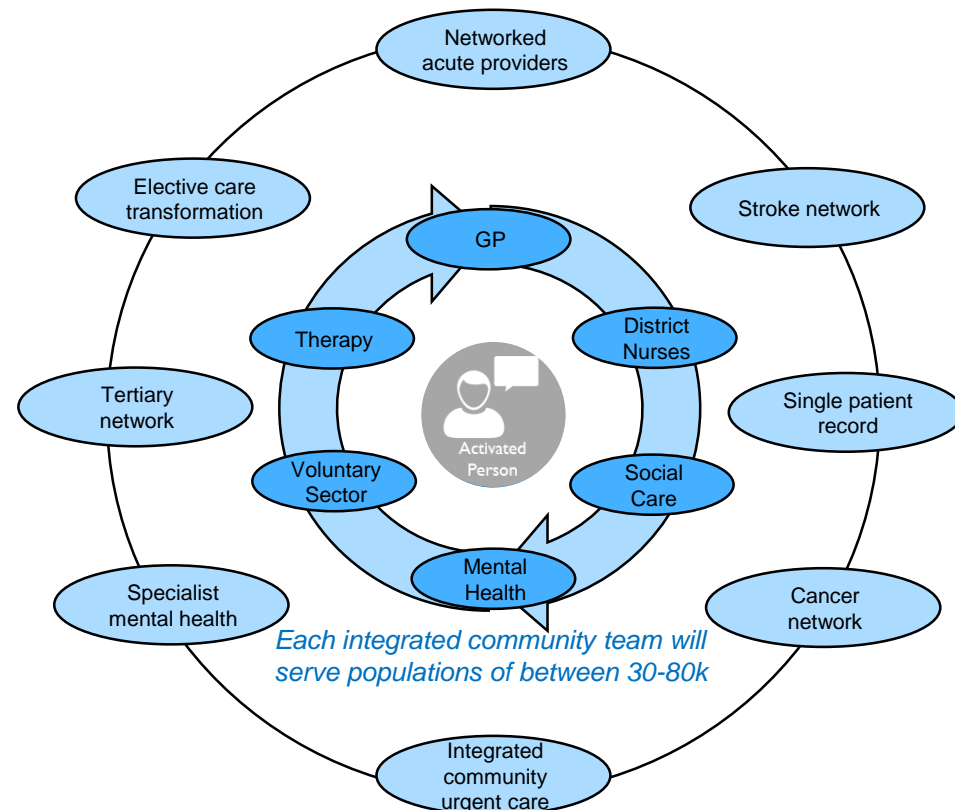 Networked
acute providers
Elective care
transformation
Stroke network
GP
Therapy
District
Nurses
Tertiary
network
Single patient
record
Activated
Person
Voluntary
Sector
Social
Care
Mental
Health
Specialist
mental health
Cancer
network
Each integrated community team will
serve populations of between 30-80k
Integrated
community
urgent care